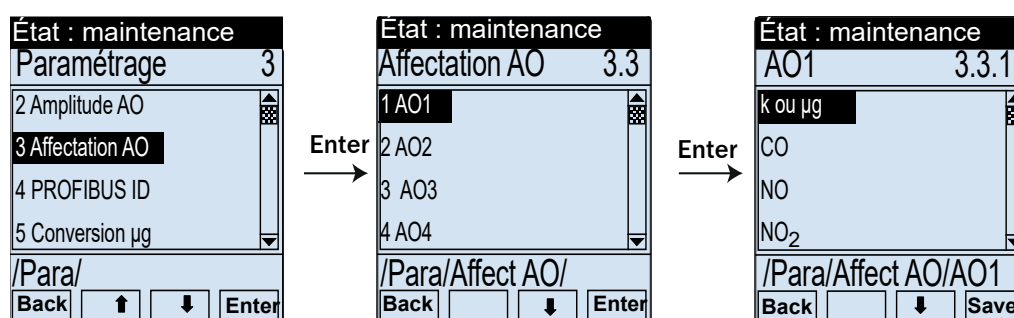 État : maintenance
Paramétrage 3
2 Amplitude AO
3 Affectation AO
4 PROFIBUS ID
5 Conversion µg
/Para/
Back Enter
Enter
État : maintenance
Affectation AO 3.3
1 AO1
2 AO2
3 AO3
4 AO4
/Para/Affect AO/
Back Enter
Enter
État : maintenance
AO1 3.3.1
k ou µg
CO
NO
NO2
/Para/Affect AO/AO1
Back Save